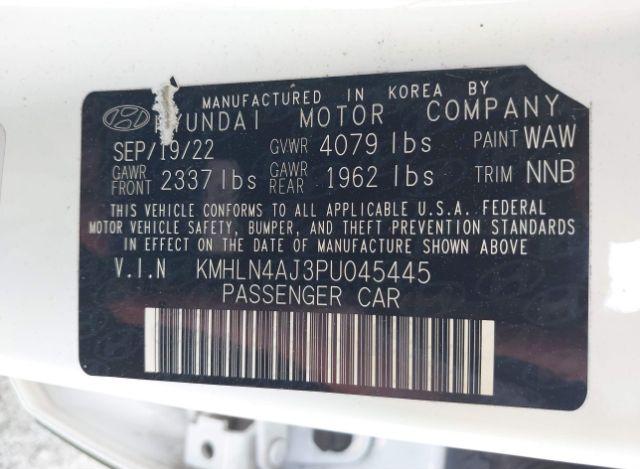 MANUFACTURED IN KOREA BY
HYUNDAI MOTOR COMPANY
SEP/19/22 GVWR 4079 lbs PAINT WAW
GAWR FRONT 2337 lbs GAWR REAR 1962 lbs TRIM NNB
THIS VEHICLE CONFORMS TO ALL APPLICABLE U.S.A. FEDERAL
MOTOR VEHICLE SAFETY, BUMPER, AND THEFT PREVENTION STANDARDS
IN EFFECT ON THE DATE OF MANUFACTURE SHOWN ABOVE
V.I.N KMHLN4AJ3PU045445
PASSENGER CAR